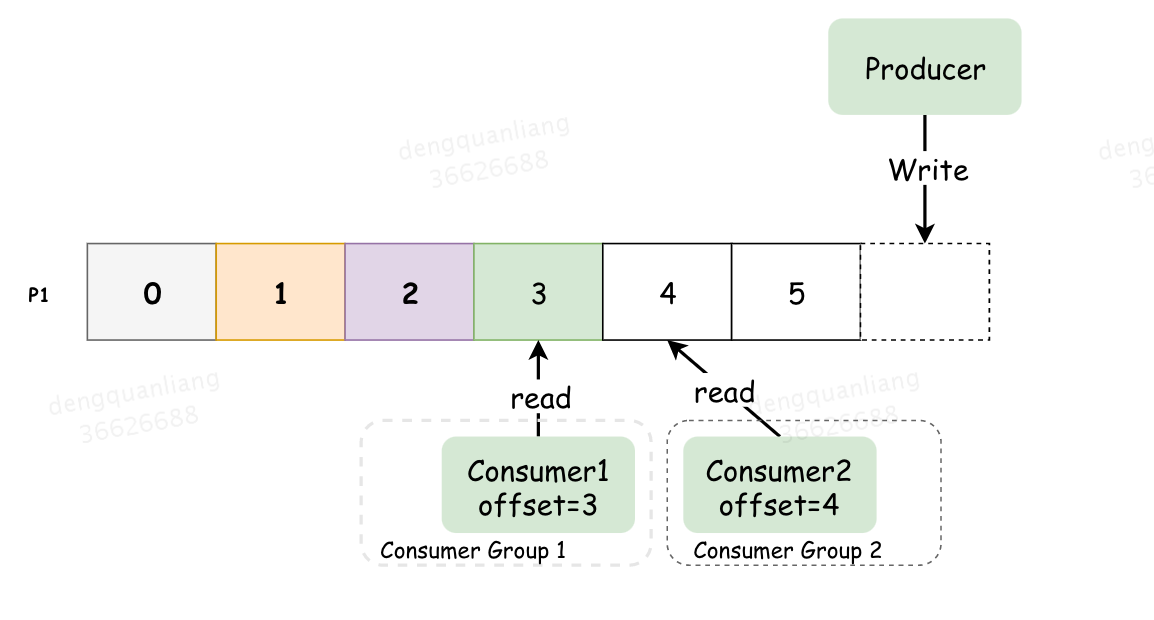 Producer
dengquanliang
36626688
Write
P1
0
1
2
3
4
5
read
read
dengquanliang
36626688
dengquanliang
36626688
Consumer1
offset=3
Consumer Group 1
Consumer2
offset=4
Consumer Group 2